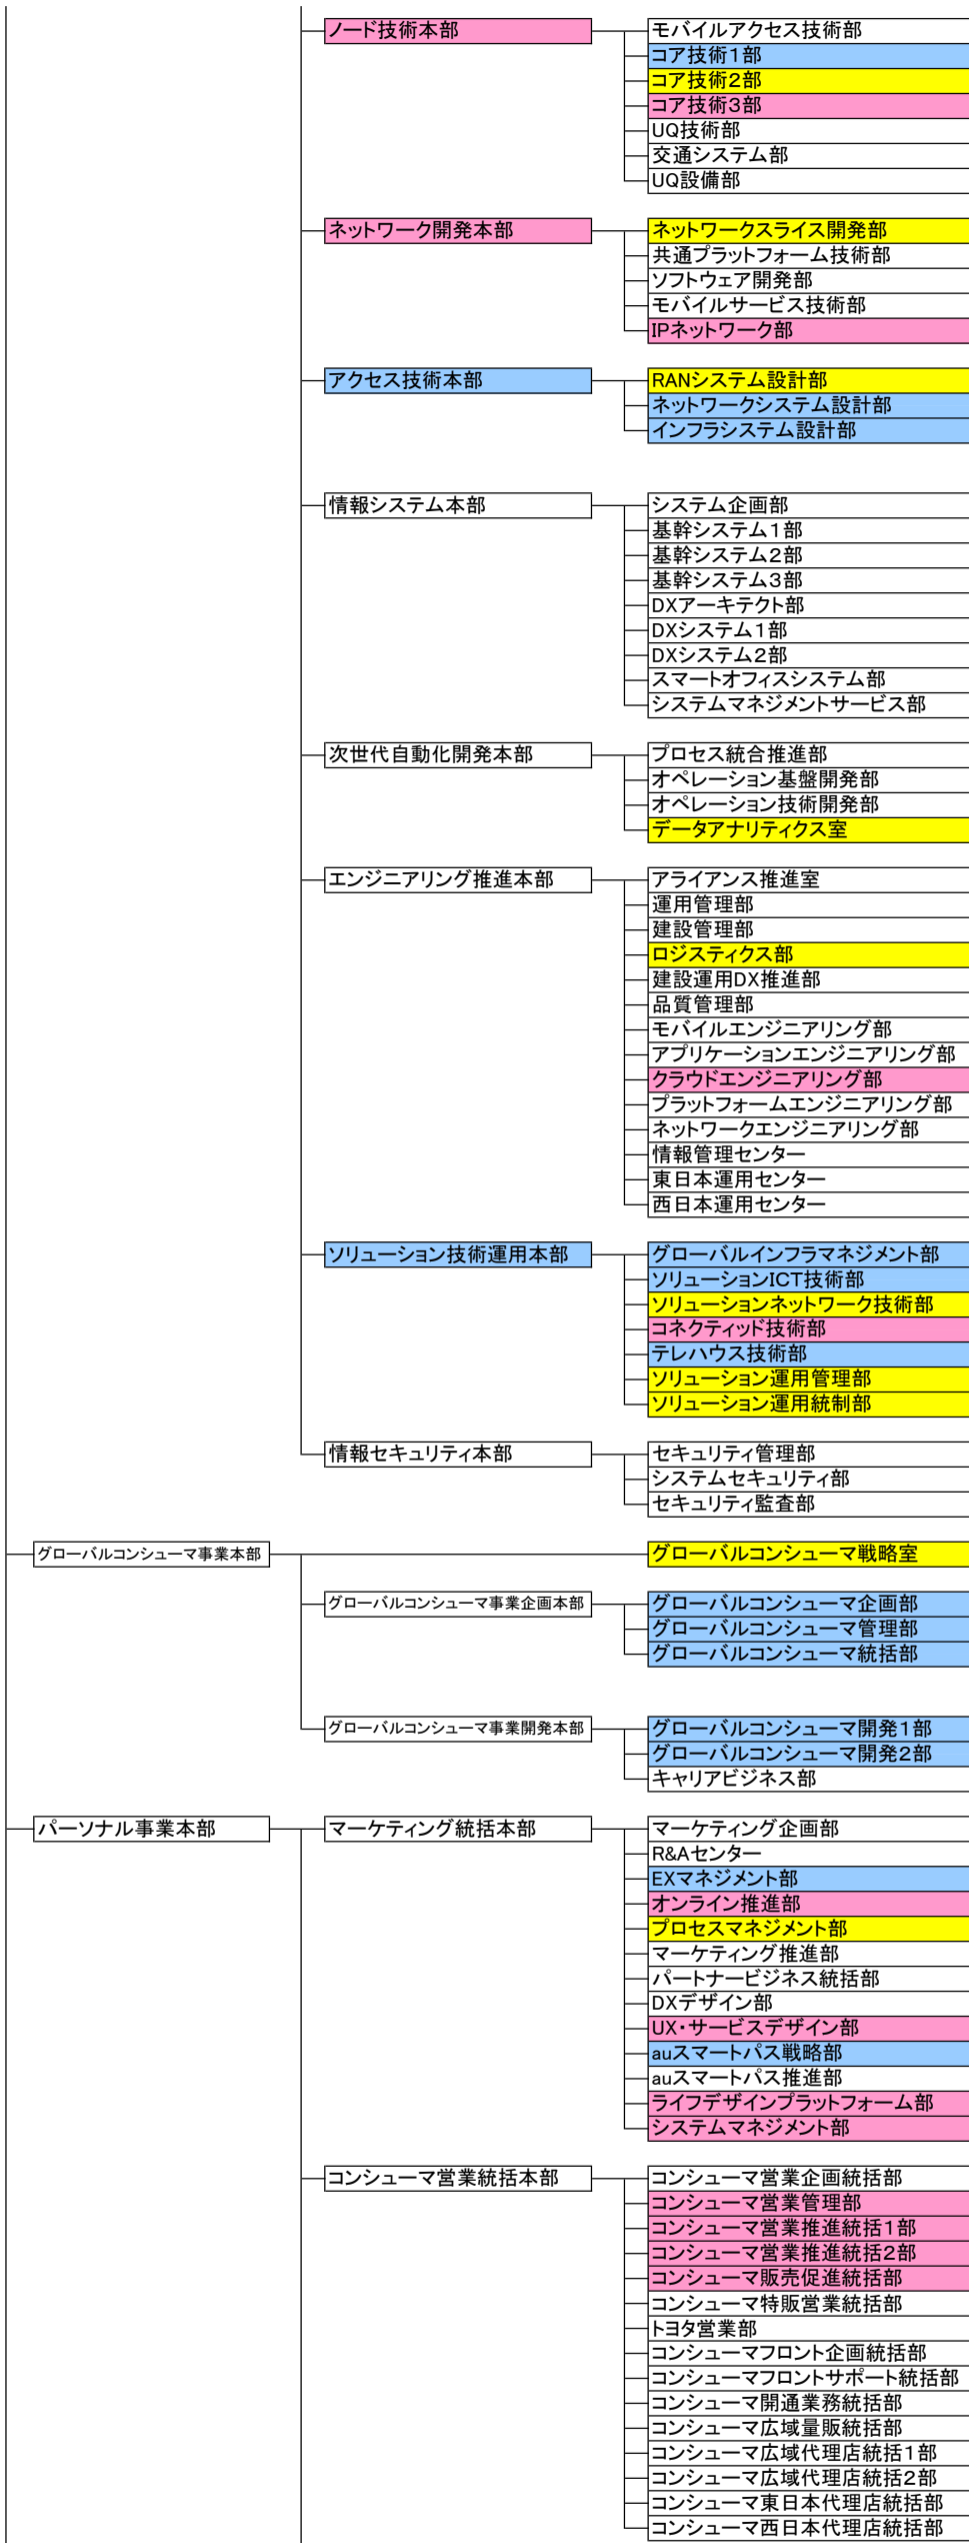 ノード技術本部
モバイルアクセス技術部
コア技術1部
コア技術2部
コア技術3部
UQ技術部
交通システム部
UQ設備部
ネットワーク開発本部
ネットワークスライス開発部
共通プラットフォーム技術部
ソフトウェア開発部
モバイルサービス技術部
IPネットワーク部
アクセス技術本部
RANシステム設計部
ネットワークシステム設計部
インフラシステム設計部
情報システム本部
システム企画部
基幹システム1部
基幹システム2部
基幹システム3部
DXアーキテクト部
DXシステム1部
DXシステム2部
スマートオフィスシステム部
システムマネジメントサービス部
次世代自動化開発本部
プロセス統合推進部
オペレーション基盤開発部
オペレーション技術開発部
データアナリティクス室
エンジニアリング推進本部
アライアンス推進室
運用管理部
建設管理部
ロジスティクス部
建設運用DX推進部
品質管理部
モバイルエンジニアリング部
アプリケーションエンジニアリング部
クラウドエンジニアリング部
プラットフォームエンジニアリング部
ネットワークエンジニアリング部
情報管理センター
東日本運用センター
西日本運用センター
ソリューション技術運用本部
グローバルインフラマネジメント部
ソリューションICT技術部
ソリューションネットワーク技術部
コネクティッド技術部
テレハウス技術部
ソリューション運用管理部
ソリューション運用統制部
情報セキュリティ本部
セキュリティ管理部
システムセキュリティ部
セキュリティ監査部
グローバルコンシューマ事業本部
グローバルコンシューマ戦略室
グローバルコンシューマ事業企画本部
グローバルコンシューマ企画部
グローバルコンシューマ管理部
グローバルコンシューマ統括部
グローバルコンシューマ事業開発本部
グローバルコンシューマ開発1部
グローバルコンシューマ開発2部
キャリアビジネス部
パーソナル事業本部
マーケティング統括本部
マーケティング企画部
R&Aセンター
EXマネジメント部
オンライン推進部
プロセスマネジメント部
マーケティング推進部
パートナービジネス統括部
DXデザイン部
UX・サービスデザイン部
auスマートパス戦略部
auスマートパス推進部
ライフデザインプラットフォーム部
システムマネジメント部
コンシューマ営業統括本部
コンシューマ営業企画統括部
コンシューマ営業管理部
コンシューマ営業推進統括1部
コンシューマ営業推進統括2部
コンシューマ販売促進統括部
コンシューマ特販営業統括部
トヨタ営業部
コンシューマフロント企画統括部
コンシューマフロントサポート統括部
コンシューマ開通業務統括部
コンシューマ広域量販統括部
コンシューマ広域代理店統括1部
コンシューマ広域代理店統括2部
コンシューマ東日本代理店統括部
コンシューマ西日本代理店統括部